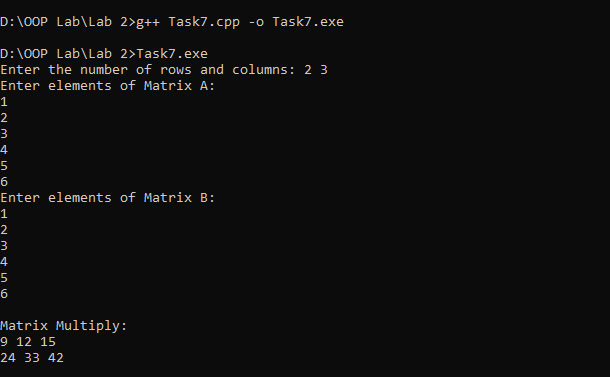 D:\OOP Lab\Lab 2>g++ Task7.cpp -o Task7.exe
D:\OOP Lab\Lab 2>Task7.exe
Enter the number of rows and columns: 2 3
Enter elements of Matrix A:
1
2
3
4
5
6
Enter elements of Matrix B:
1
2
3
4
5
6
Matrix Multiply:
9 12 15
24 33 42